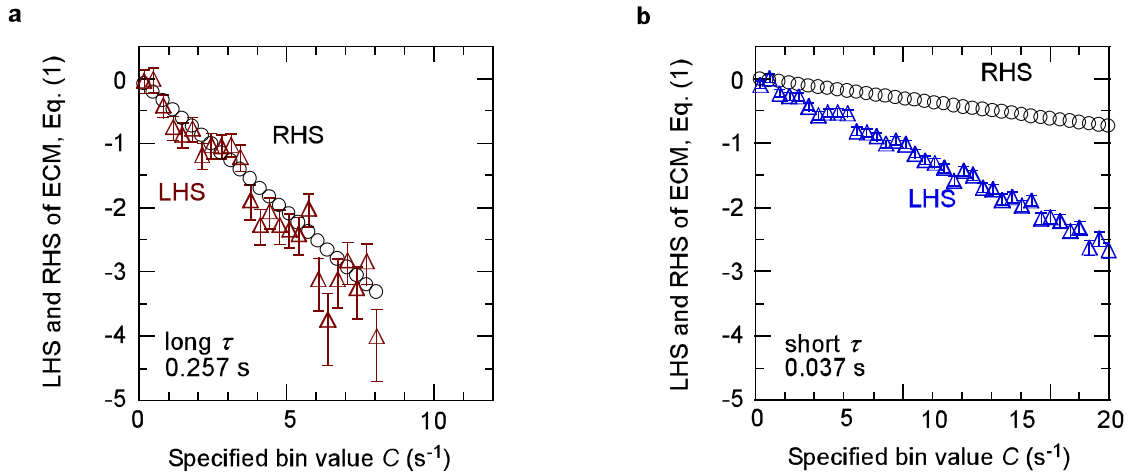 a
LHS and RHS of ECM, Eq. (1)
0
-1
-2
-3
-4
-5
RHS
LHS
long τ
0.257 s
0 5 10
Specified bin value C (s-1)
b
LHS and RHS of ECM, Eq. (1)
0
-1
-2
-3
-4
-5
RHS
LHS
short τ
0.037 s
0 5 10 15 20
Specified bin value C (s-1)